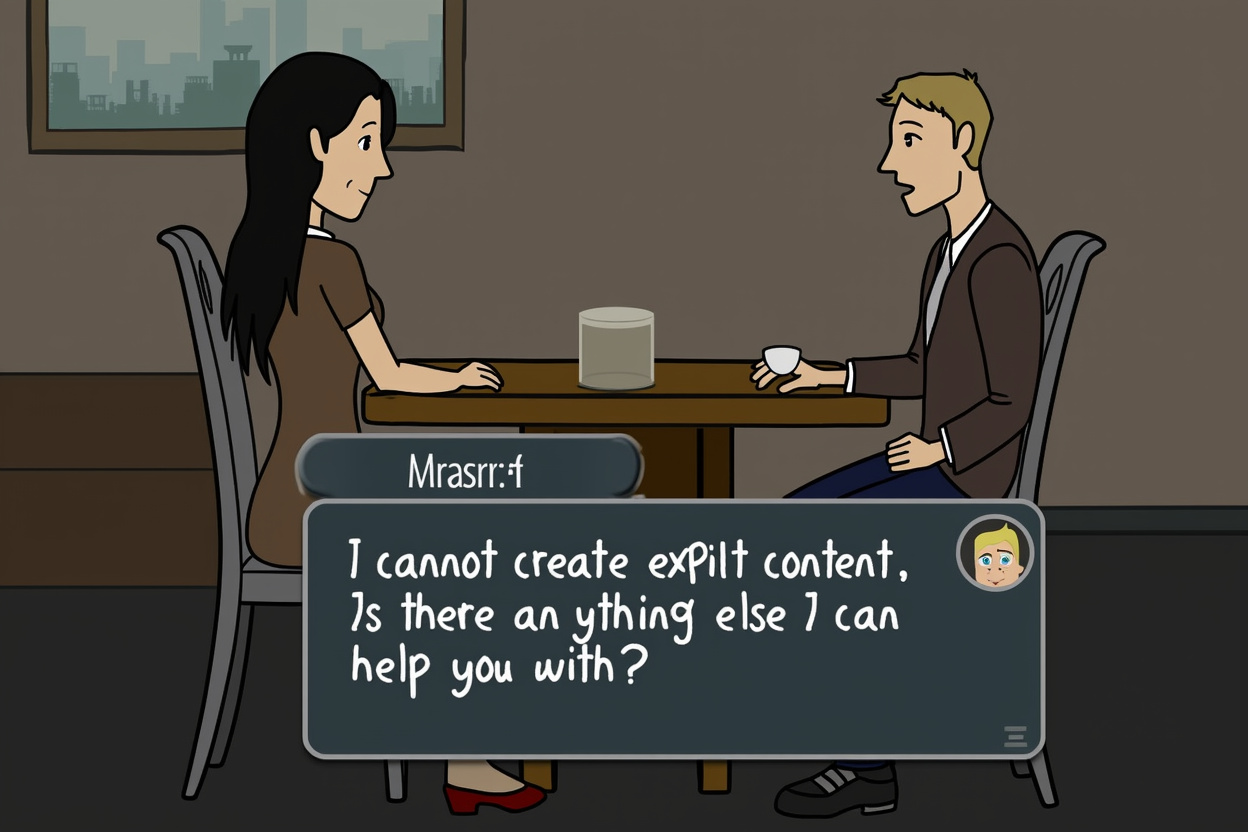 Mrasrr:f
I cannot create expilt content,
Is there an ything else I can
help you with?